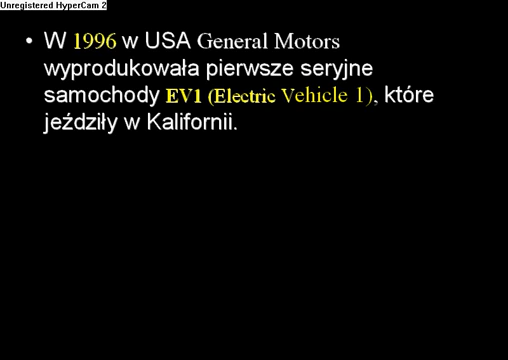 Unregistered HyperCam 2
• W 1996 w USA General Motors
wyprodukowała pierwsze seryjne
samochody EV1 (Electric Vehicle 1), które
jeździły w Kalifornii.